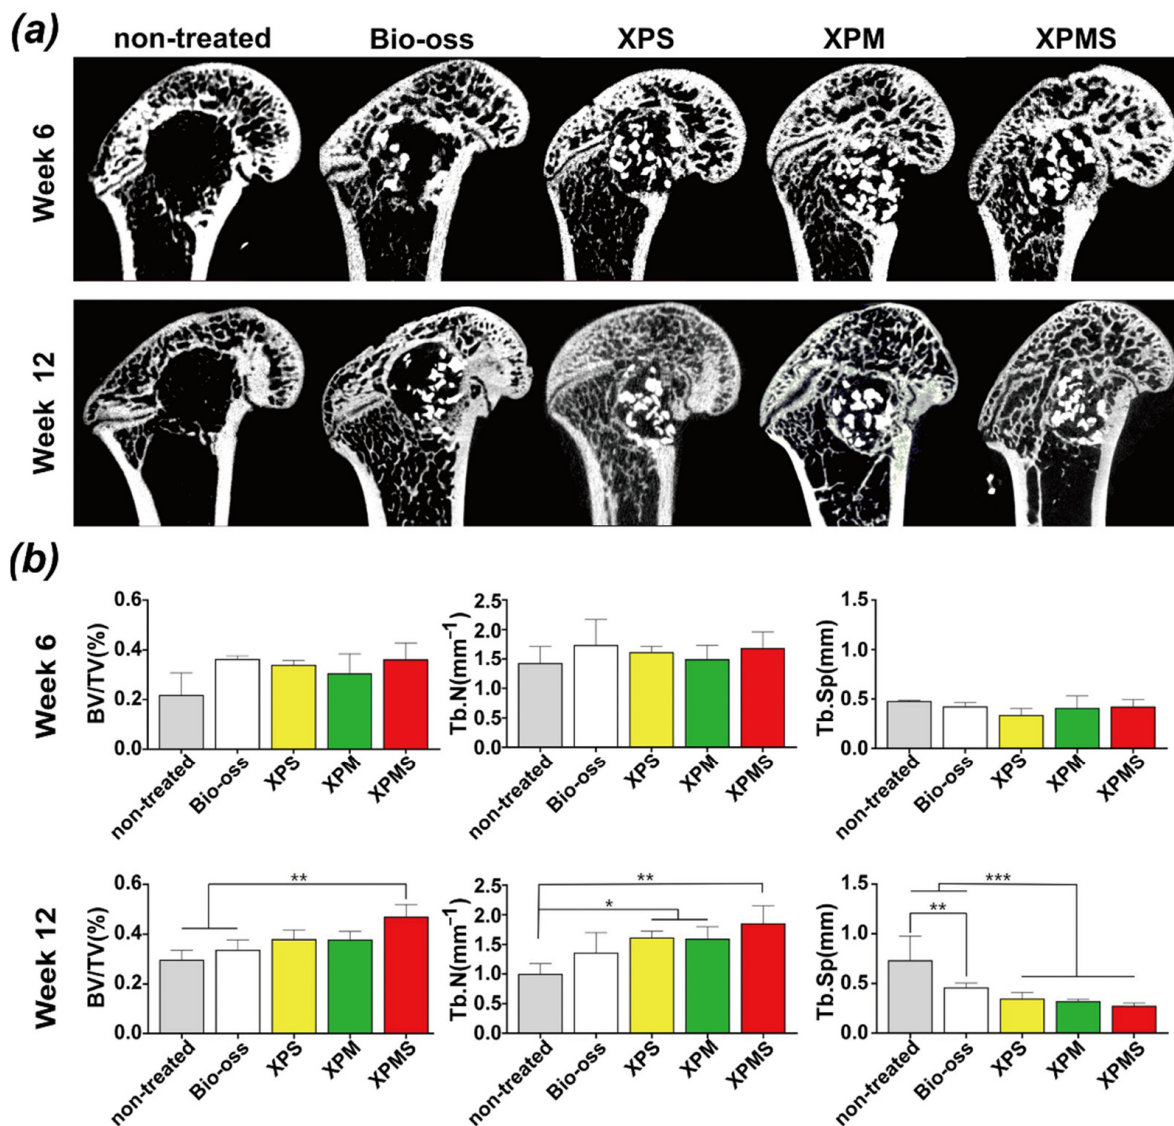 (a)
non-treated Bio-oss XPS XPM XPMS
Week 6
Week 12
(b)
Week 6
BV/TV(%)
0.6
0.4
0.2
0.0
non-treated Bio-oss XPS XPM XPMS
Tb.N(mm⁻¹)
2.5
2.0
1.5
1.0
0.5
0.0
non-treated Bio-oss XPS XPM XPMS
Tb.Sp(mm)
1.5
1.0
0.5
0.0
non-treated Bio-oss XPS XPM XPMS
Week 12
BV/TV(%)
0.6
0.4
0.2
0.0
**
non-treated Bio-oss XPS XPM XPMS
Tb.N(mm⁻¹)
2.5
2.0
1.5
1.0
0.5
0.0
**
*
non-treated Bio-oss XPS XPM XPMS
Tb.Sp(mm)
1.5
1.0
0.5
0.0
***
**
non-treated Bio-oss XPS XPM XPMS